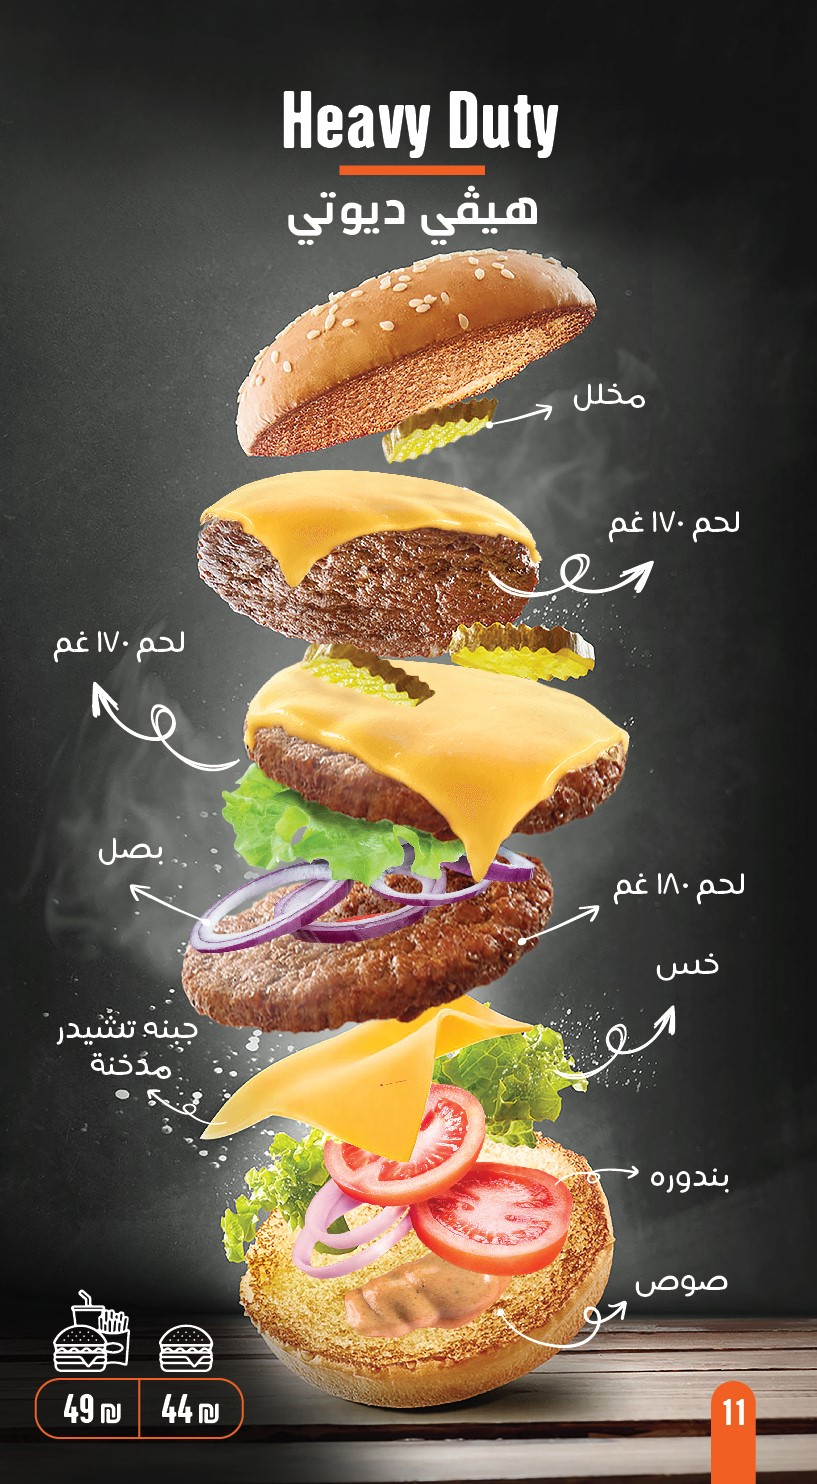 Heavy Duty
هيڤي ديوتي
مخلل
لحم ١٧٠ غم
لحم ١٧٠ غم
بصل
لحم ١٨٠ غم
خس
جبنه تشيدر
مدخنة
بندوره
صوص
49 ₪
44 ₪
11